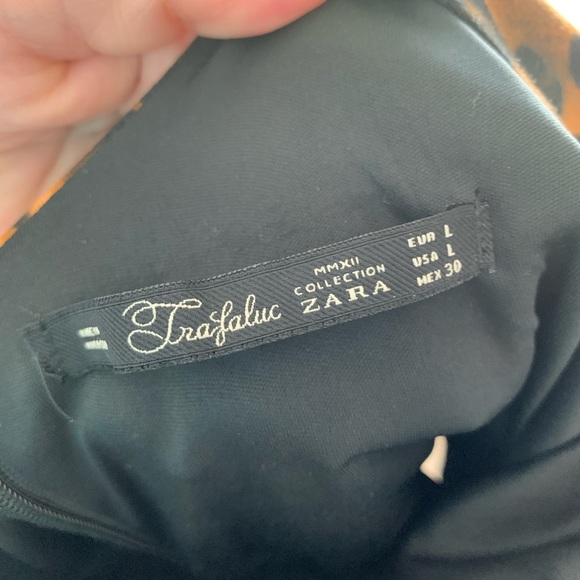 Trafaluc
MMXII
COLLECTION
ZARA
EUR L
USA L
MEX 30